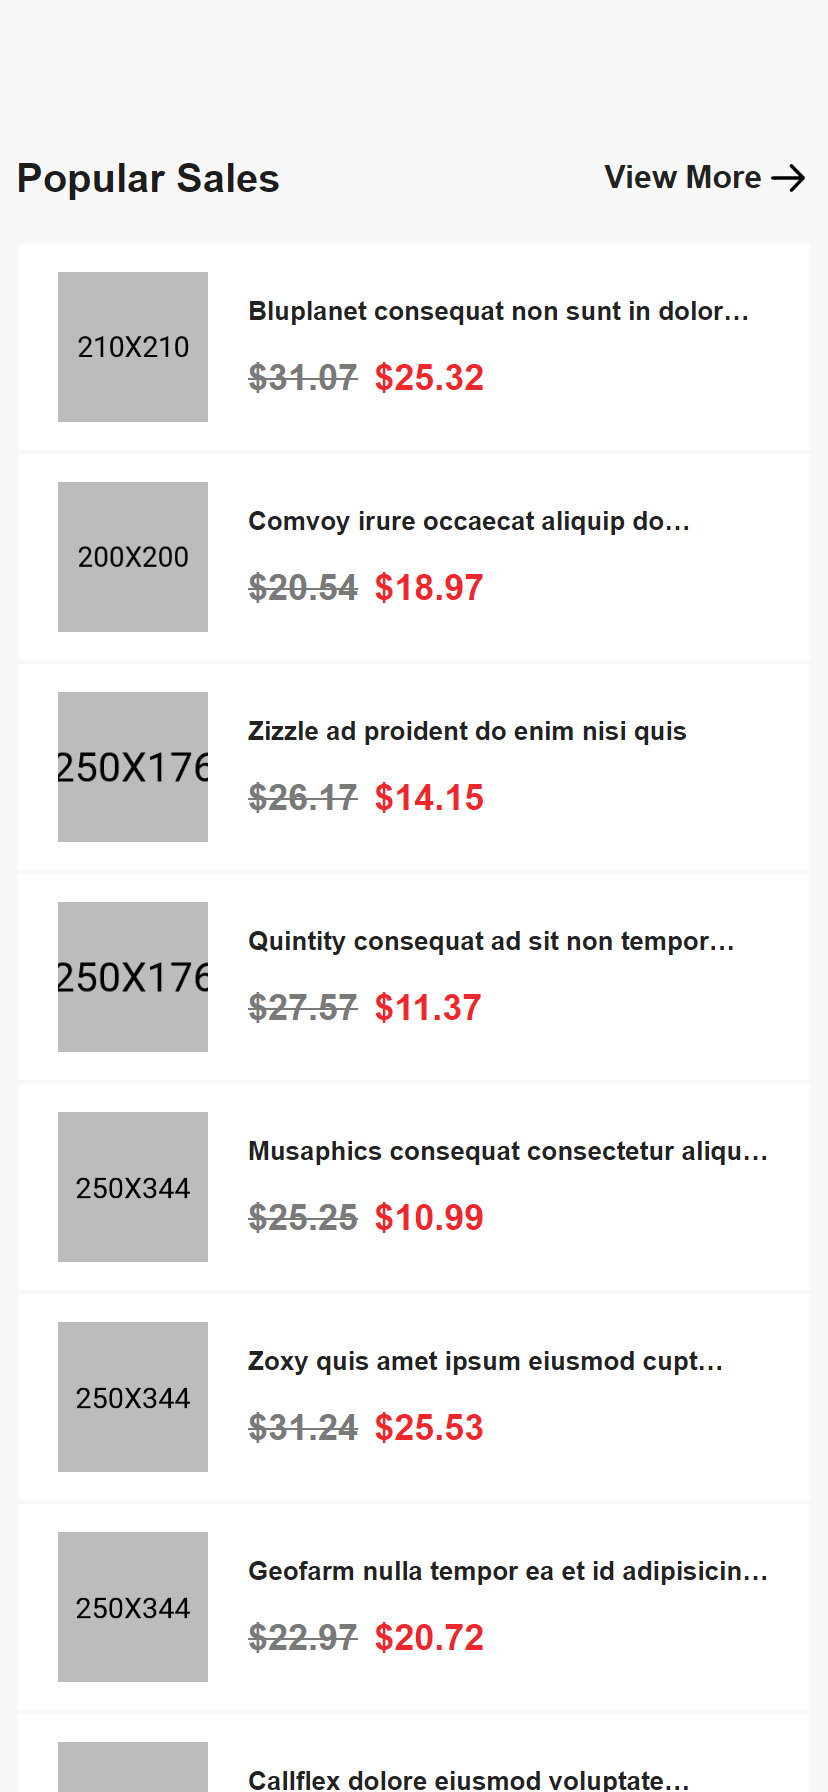 Popular Sales
View More
210X210
Bluplanet consequat non sunt in dolor…
$31.07 $25.32
200X200
Comvoy irure occaecat aliquip do…
$20.54 $18.97
250X176
Zizzle ad proident do enim nisi quis
$26.17 $14.15
250X176
Quintity consequat ad sit non tempor…
$27.57 $11.37
250X344
Musaphics consequat consectetur aliqu…
$25.25 $10.99
250X344
Zoxy quis amet ipsum eiusmod cupt…
$31.24 $25.53
250X344
Geofarm nulla tempor ea et id adipisicin…
$22.97 $20.72
Callflex dolore eiusmod voluptate…